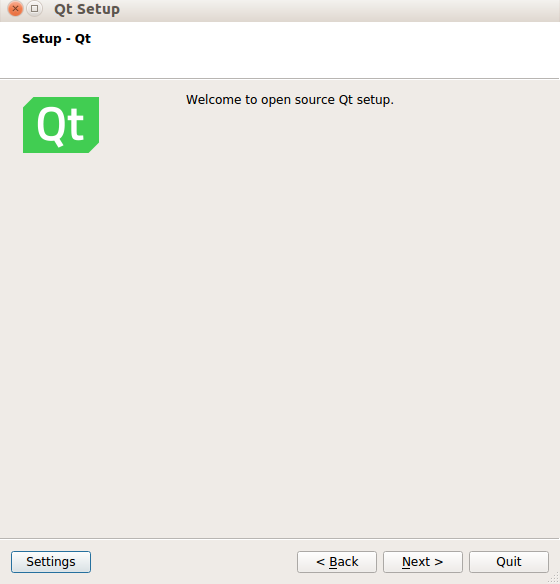 Qt Setup
Setup - Qt
Qt
Welcome to open source Qt setup.
Settings
< Back
Next >
Quit